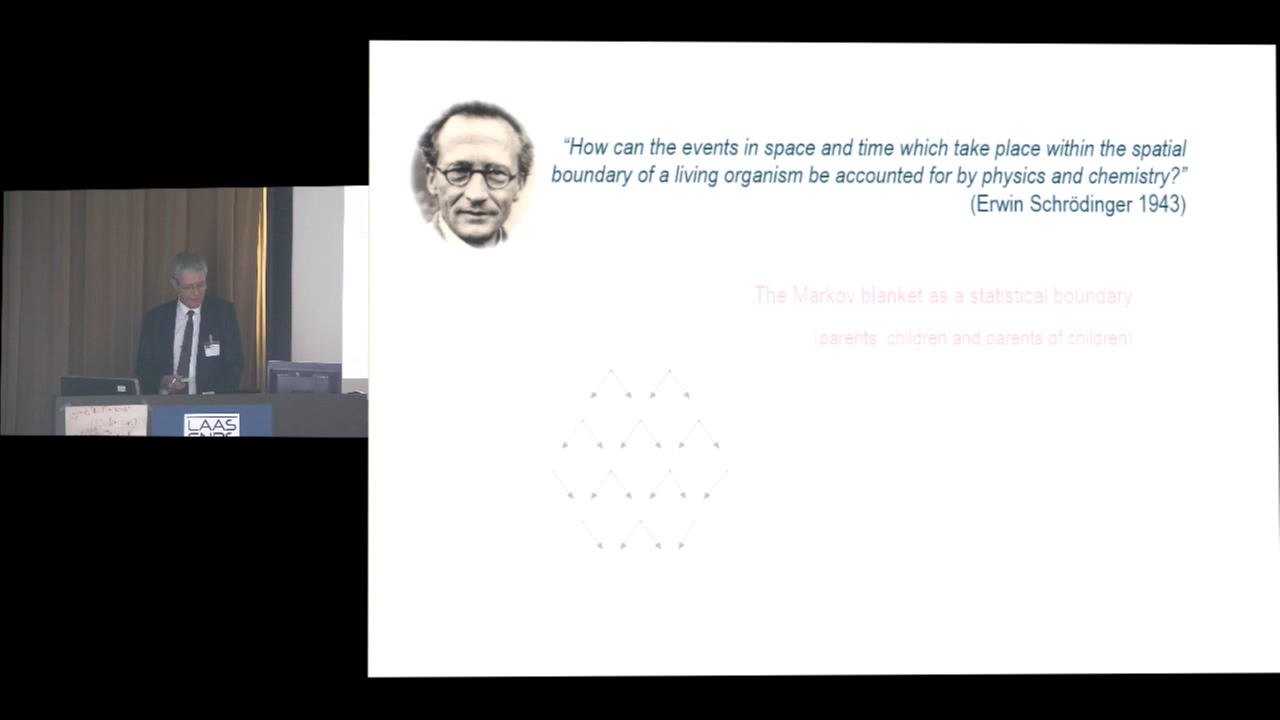 “How can the events in space and time which take place within the spatial
boundary of a living organism be accounted for by physics and chemistry?”
(Erwin Schrödinger 1943)
The Markov blanket as a statistical boundary
(parents, children and parents of children)
LAAS
CNRS